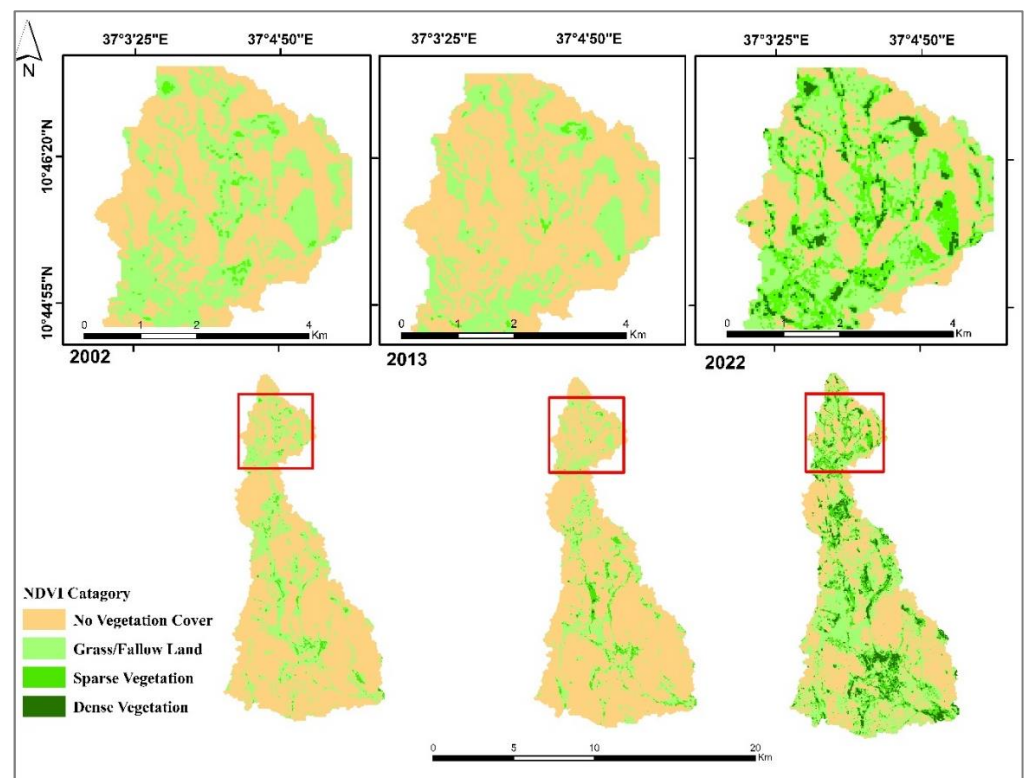 37°3'25"E 37°4'50"E 37°3'25"E 37°4'50"E 37°3'25"E 37°4'50"E
N
10°46'20"N
10°44'55"N
0 1 2 4
Km
0 1 2 4
Km
0 1 2 4
Km
2002 2013 2022
NDVI Catagory
No Vegetation Cover
Grass/Fallow Land
Sparse Vegetation
Dense Vegetation
0 5 10 20
Km